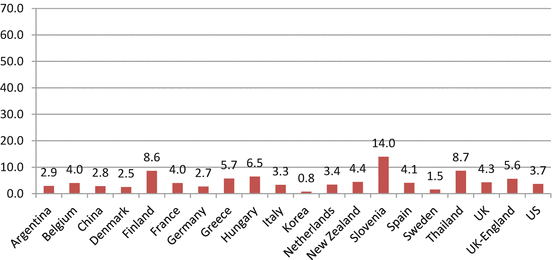 70.0
60.0
50.0
40.0
30.0
20.0
10.0
0.0
2.9 4.0 2.8 2.5 8.6 4.0 2.7 5.7 6.5 3.3 0.8 3.4 4.4 14.0 4.1 1.5 8.7 4.3 5.6 3.7
Argentina
Belgium
China
Denmark
Finland
France
Germany
Greece
Hungary
Italy
Korea
Netherlands
New Zealand
Slovenia
Spain
Sweden
Thailand
UK
UK-England
US